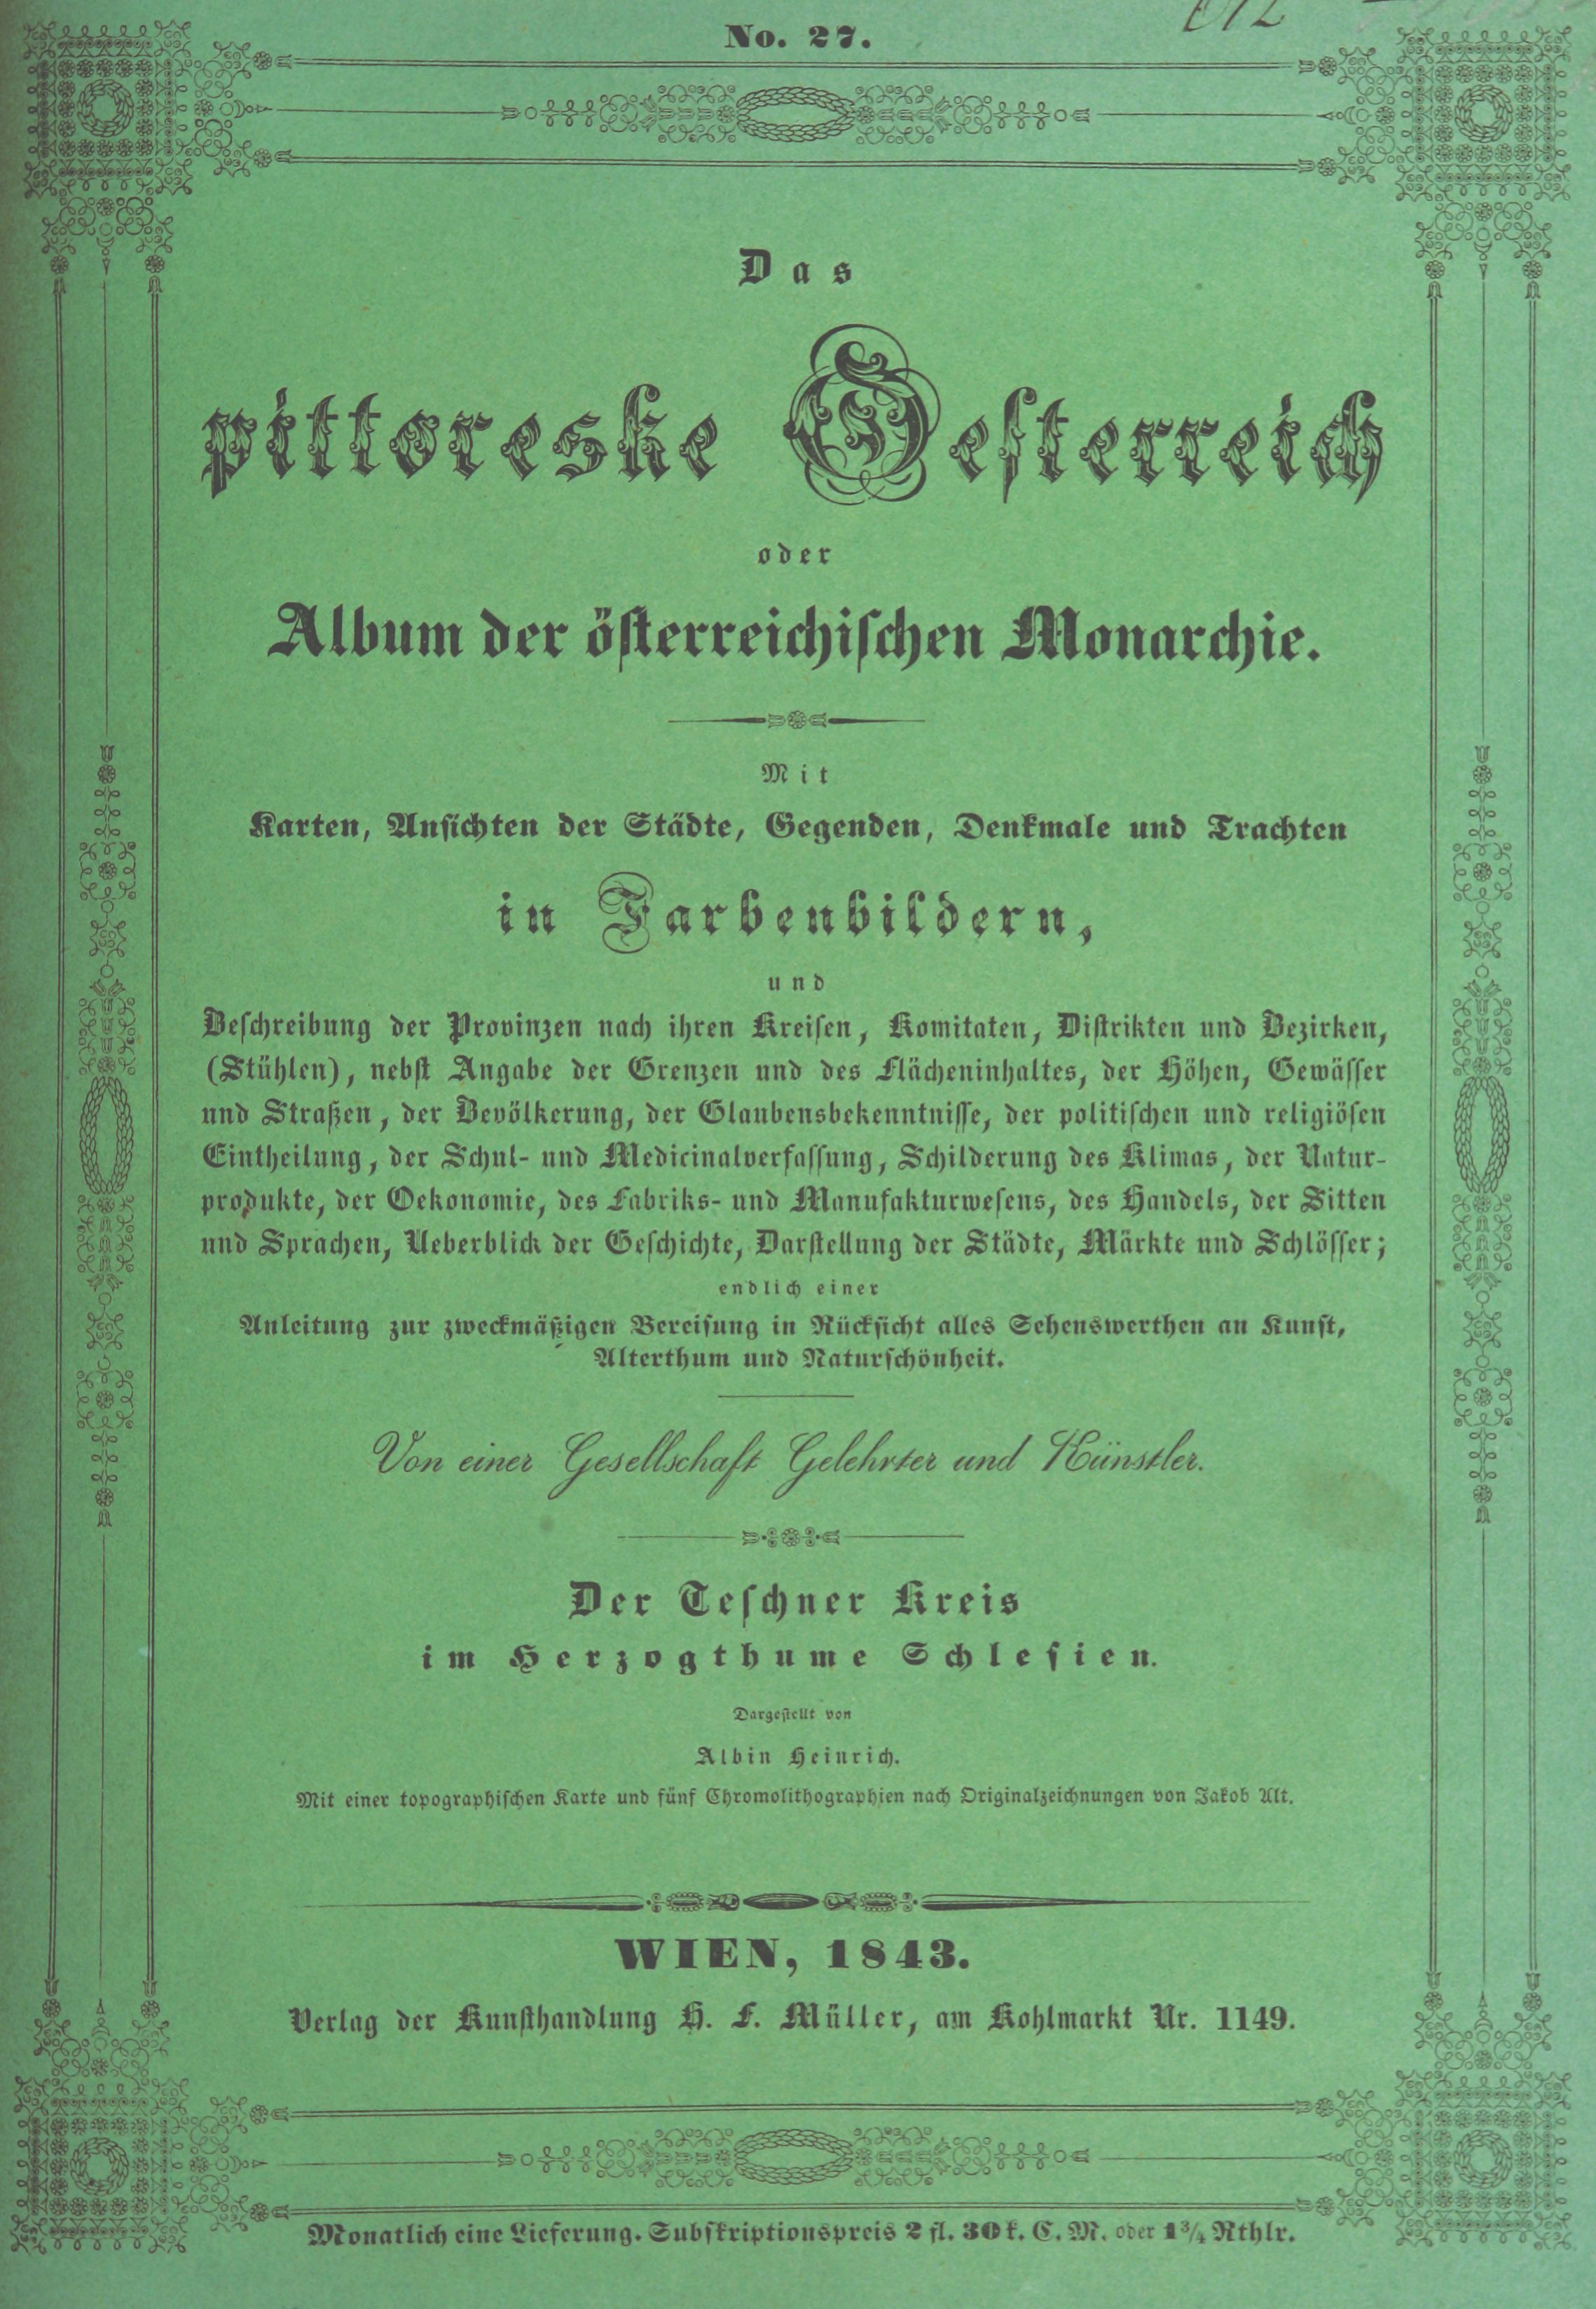 No. 27.
Das
pittoreske Oesterreich
oder
Album der österreichischen Monarchie.
Mit
Karten, Ansichten der Städte, Gegenden, Denkmale und Trachten
in Farbenbildern,
und
Beschreibung der Provinzen nach ihren Kreisen, Komitaten, Distrikten und Bezirken,
(Stühlen), nebst Angabe der Grenzen und des Flächeninhaltes, der Höhen, Gewässer
und Straßen, der Bevölkerung, der Glaubensbekenntnisse, der politischen und religiösen
Eintheilung, der Schul- und Medicinalverfassung, Schilderung des Klimas, der Natur-
produkte, der Oekonomie, des Fabriks- und Manufakturwesens, des Handels, der Sitten
und Sprachen, Ueberblick der Geschichte, Darstellung der Städte, Märkte und Schlösser;
endlich einer
Anleitung zur zweckmäßigen Bereisung in Rücksicht alles Sehenswerthen an Kunst,
Alterthum und Naturschönheit.
Von einer Gesellschaft Gelehrter und Künstler.
Der Teschner Kreis
im Herzogthume Schlesien.
Dargestellt von
Albin Heinrich.
Mit einer topographischen Karte und fünf Chromolithographien nach Originalzeichnungen von Jakob Alt.
WIEN, 1843.
Verlag der Kunsthandlung H. F. Müller, am Kohlmarkt Nr. 1149.
Monatlich eine Lieferung. Subskriptionspreis 2 fl. 30 k. C. M. oder 1 3/4 Rthlr.